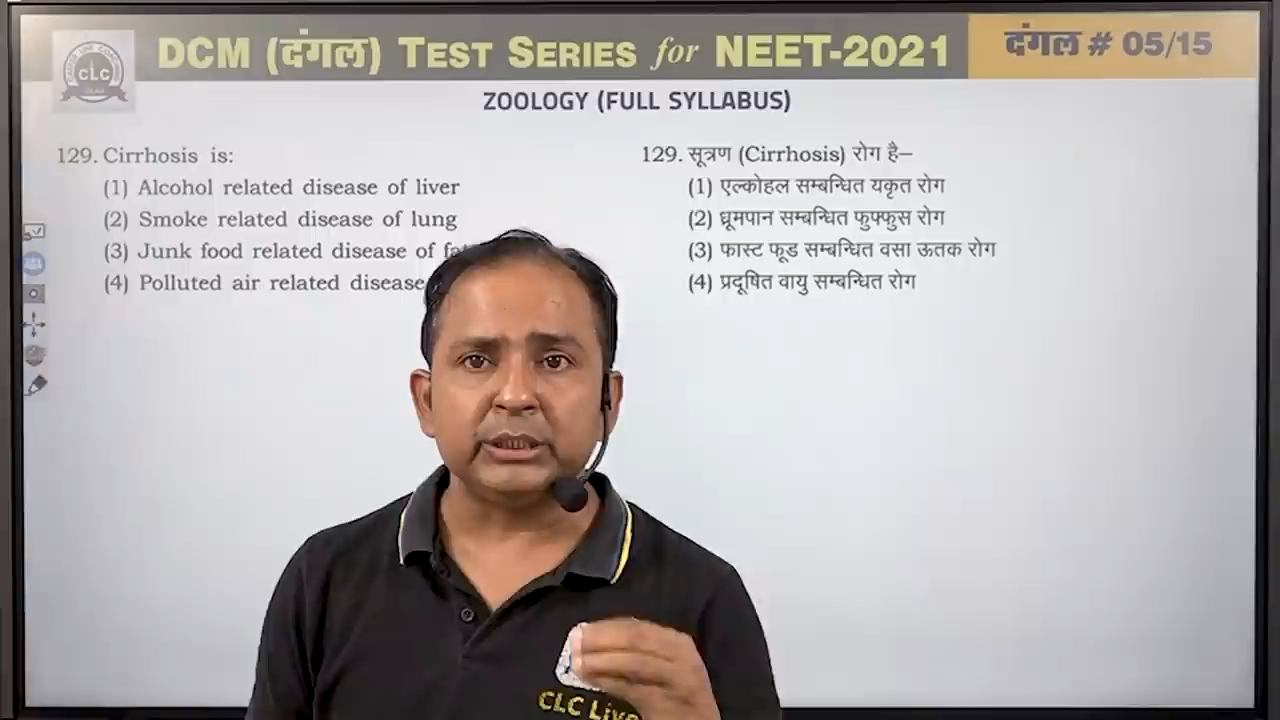 DCM (दंगल) TEST SERIES for NEET-2021
दंगल # 05/15
CLC
ZOOLOGY (FULL SYLLABUS)
129. Cirrhosis is:
(1) Alcohol related disease of liver
(2) Smoke related disease of lung
(3) Junk food related disease of
(4) Polluted air related disease
129. सूत्रण (Cirrhosis) रोग है–
(1) एल्कोहल सम्बन्धित यकृत रोग
(2) ध्रूमपान सम्बन्धित फुफ्फुस रोग
(3) फास्ट फूड सम्बन्धित वसा ऊतक रोग
(4) प्रदूषित वायु सम्बन्धित रोग
CLC Live